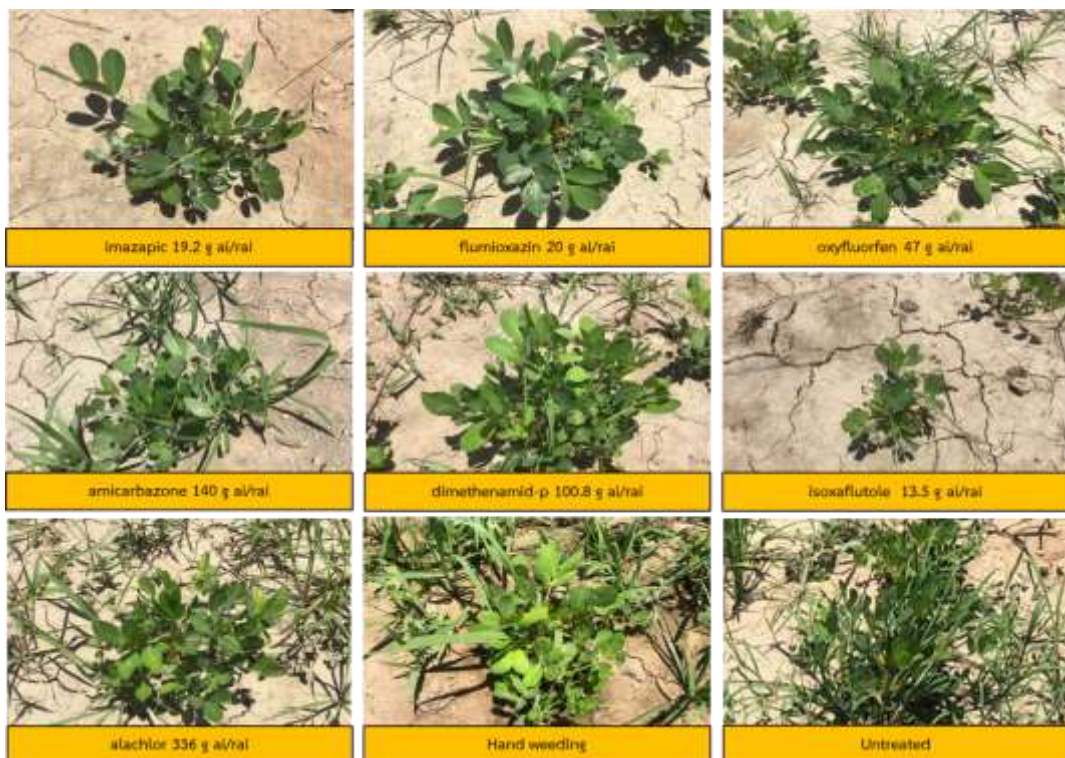 imazapic 19.2 g ai/rai
flumioxazin 20 g ai/rai
oxyfluorfen 47 g ai/rai
amicarbazone 140 g ai/rai
dimethenamid-p 100.8 g ai/rai
isoxaflutole 13.5 g ai/rai
alachlor 336 g ai/rai
Hand weeding
Untreated